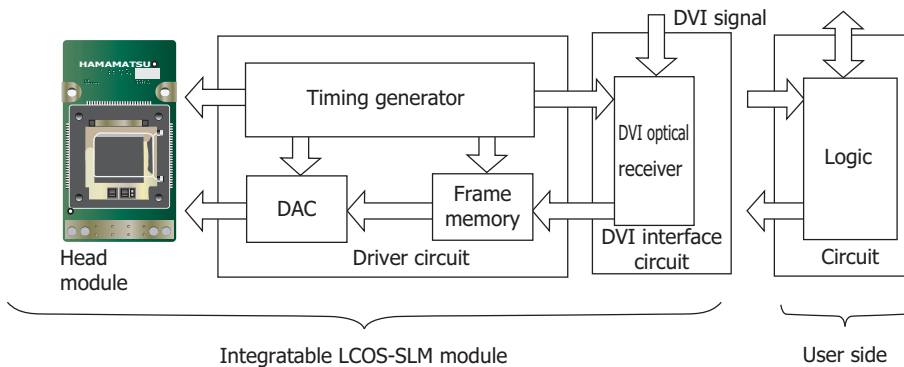 DVI signal
HAMAMATSU
Timing generator
DVI optical
receiver
Logic
DAC
Frame
memory
Driver circuit
DVI interface
circuit
Circuit
Head
module
Integratable LCOS-SLM module
User side